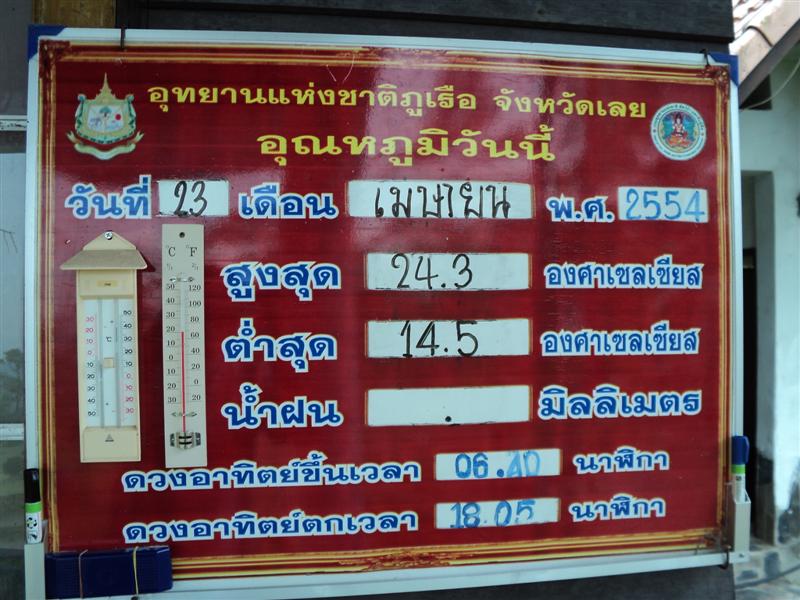 อุทยานแห่งชาติภูเรือ จังหวัดเลย
อุณหภูมิวันนี้
วันที่ 23 เดือน เมษายน พ.ศ. 2554
สูงสุด 24.3 องศาเซลเซียส
ต่ำสุด 14.5 องศาเซลเซียส
น้ำฝน มิลลิเมตร
ดวงอาทิตย์ขึ้นเวลา 06.40 นาฬิกา
ดวงอาทิตย์ตกเวลา 18.05 นาฬิกา
°C °F